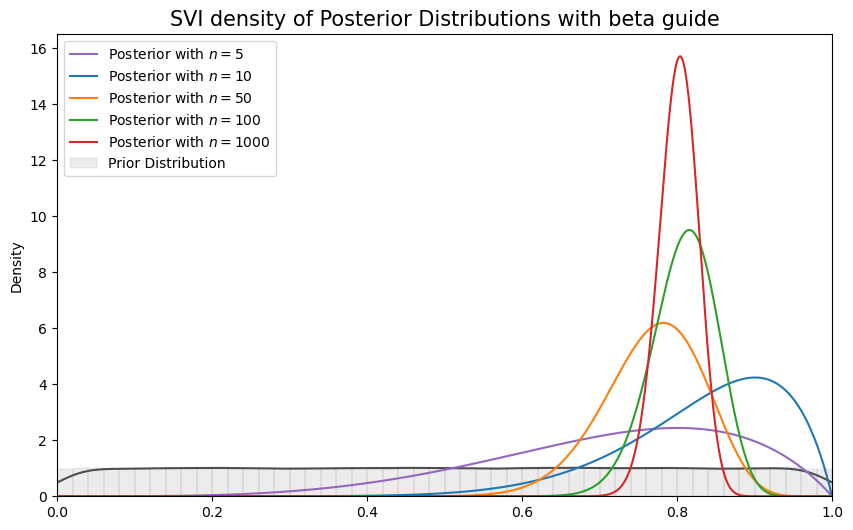 SVI density of Posterior Distributions with beta guide
Posterior with n = 5
Posterior with n = 10
Posterior with n = 50
Posterior with n = 100
Posterior with n = 1000
Prior Distribution
Density
16
14
12
10
8
6
4
2
0
0.0 0.2 0.4 0.6 0.8 1.0